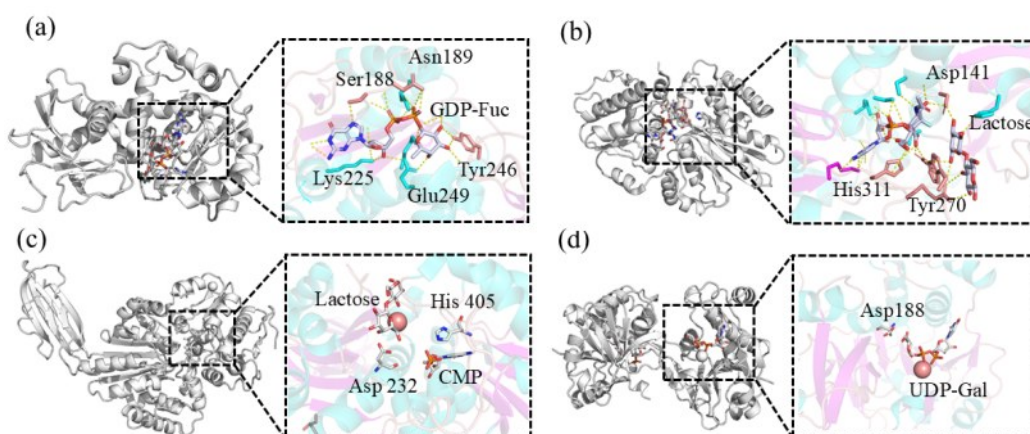 (a)
Asn189
Ser188
GDP-Fuc
Lys225
Tyr246
Glu249
(b)
Asp141
Lactose
His311
Tyr270
(c)
Lactose
His 405
Asp 232
CMP
(d)
Asp188
UDP-Gal